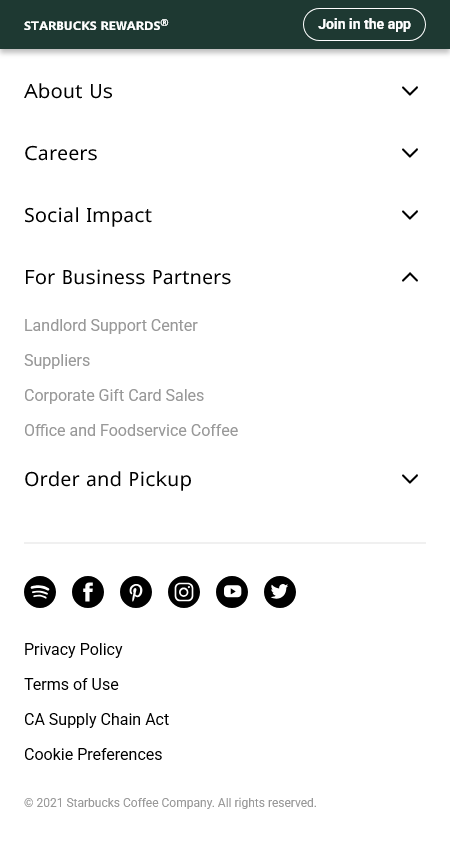 STARBUCKS REWARDS®
Join in the app
About Us
Careers
Social Impact
For Business Partners
Landlord Support Center
Suppliers
Corporate Gift Card Sales
Office and Foodservice Coffee
Order and Pickup
Privacy Policy
Terms of Use
CA Supply Chain Act
Cookie Preferences
© 2021 Starbucks Coffee Company. All rights reserved.